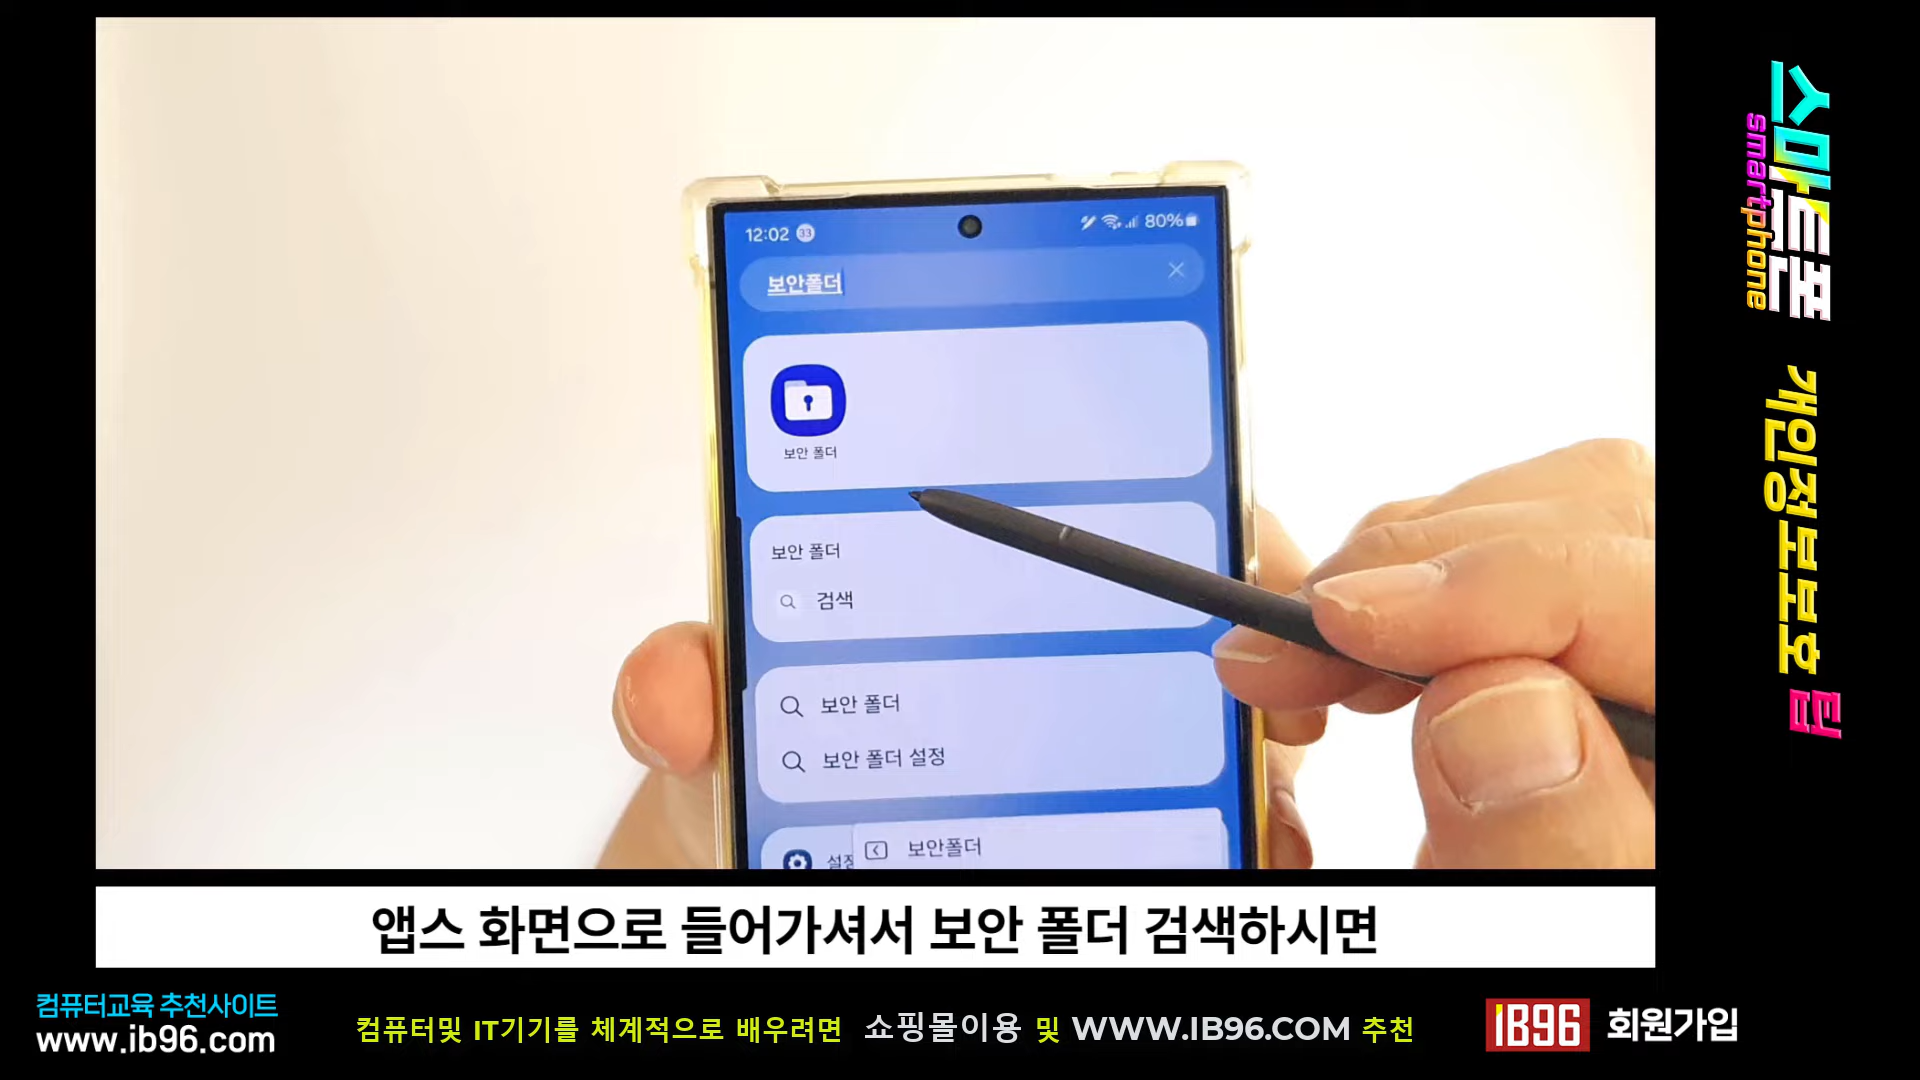 12:02 33 80%
보안폴더
보안 폴더
보안 폴더
검색
보안 폴더
보안 폴더 설정
보안폴더
앱스 화면으로 들어가셔서 보안 폴더 검색하시면
스마트폰
smartphone
개인정보보호 팁
컴퓨터교육 추천사이트
www.ib96.com
컴퓨터및 IT기기를 체계적으로 배우려면 쇼핑몰이용 및 WWW.IB96.COM 추천
IB96 회원가입